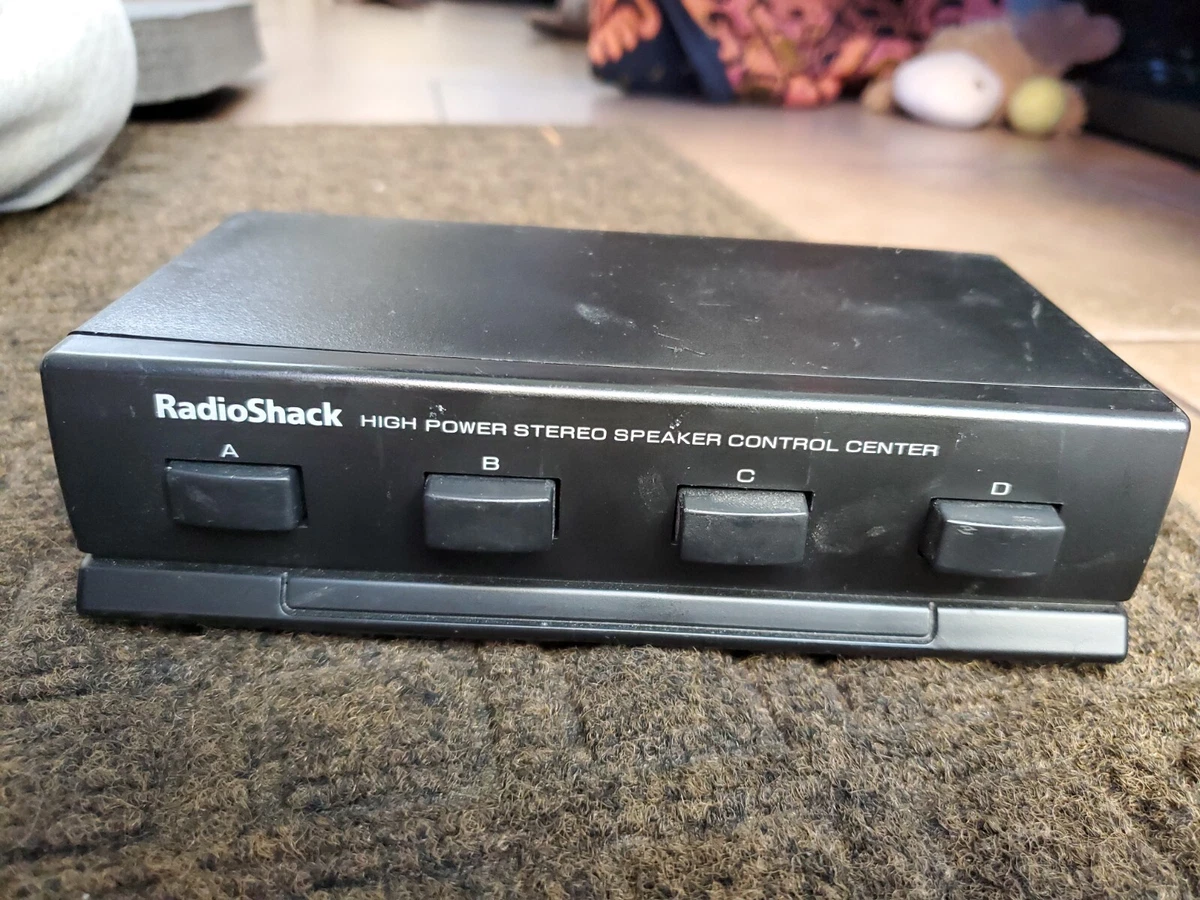 RadioShack HIGH POWER STEREO SPEAKER CONTROL CENTER
A B C D